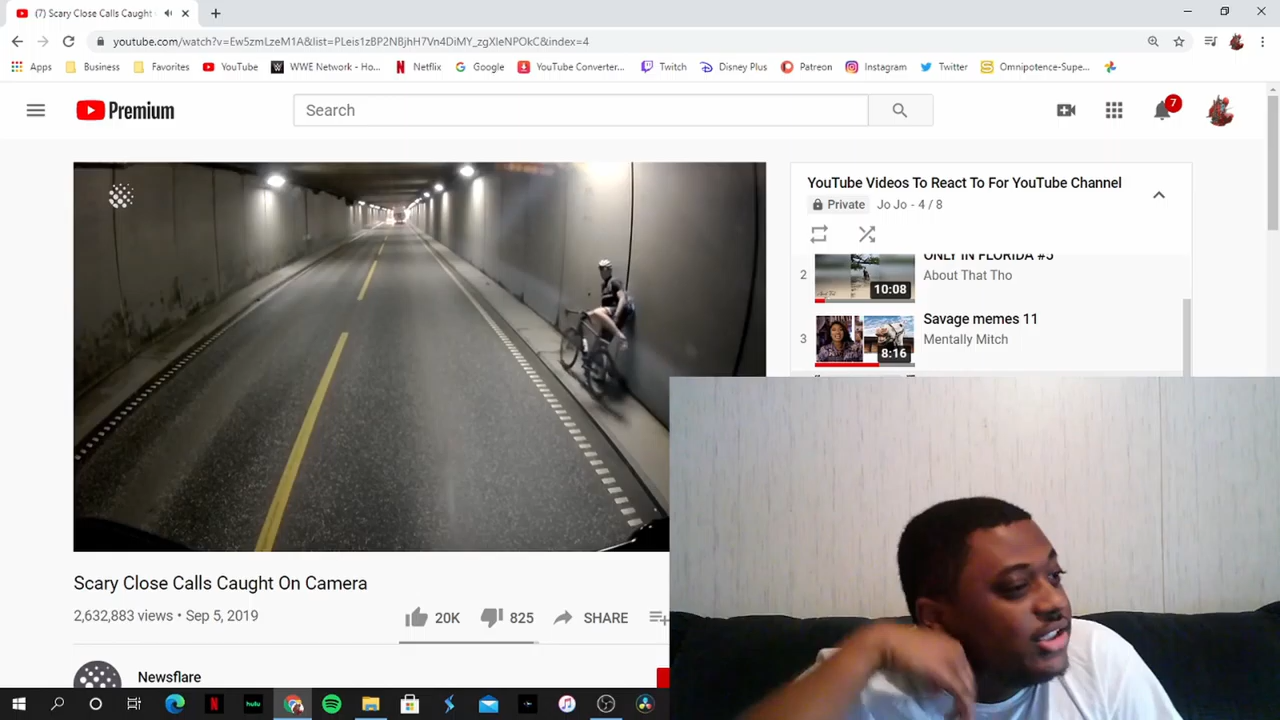 (7) Scary Close Calls Caught
youtube.com/watch?v=Ew5zmLzeM1A&list=PLeis1zBP2NBjhH7Vn4DiMY_zgXleNPOkC&index=4
Apps Business Favorites YouTube WWE Network - Ho... Netflix Google YouTube Converter... Twitch Disney Plus Patreon Instagram Twitter Omnipotence-Supe...
Premium
Search
7
YouTube Videos To React To For YouTube Channel
Private Jo Jo - 4 / 8
ONLY IN FLORIDA #5
2
About That Tho
10:08
Savage memes 11
3
Mentally Mitch
8:16
Scary Close Calls Caught On Camera
2,632,883 views • Sep 5, 2019
20K 825 SHARE
Newsflare
hulu